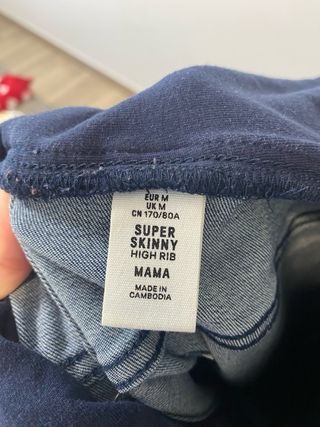 EUR M
UK M
CN 170/80A
SUPER
SKINNY
HIGH RIB
MAMA
MADE IN
CAMBODIA